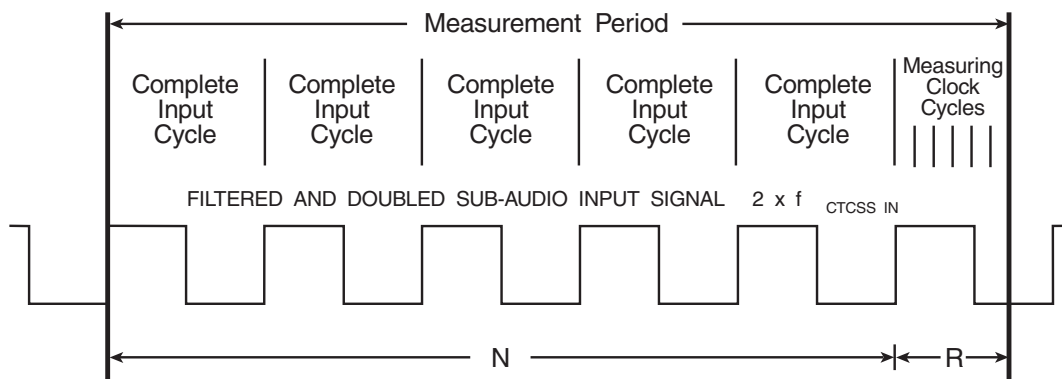 Measurement Period
Complete Input Cycle
Complete Input Cycle
Complete Input Cycle
Complete Input Cycle
Complete Input Cycle
Measuring Clock Cycles
FILTERED AND DOUBLED SUB-AUDIO INPUT SIGNAL 2 x f CTCSS IN
N
R